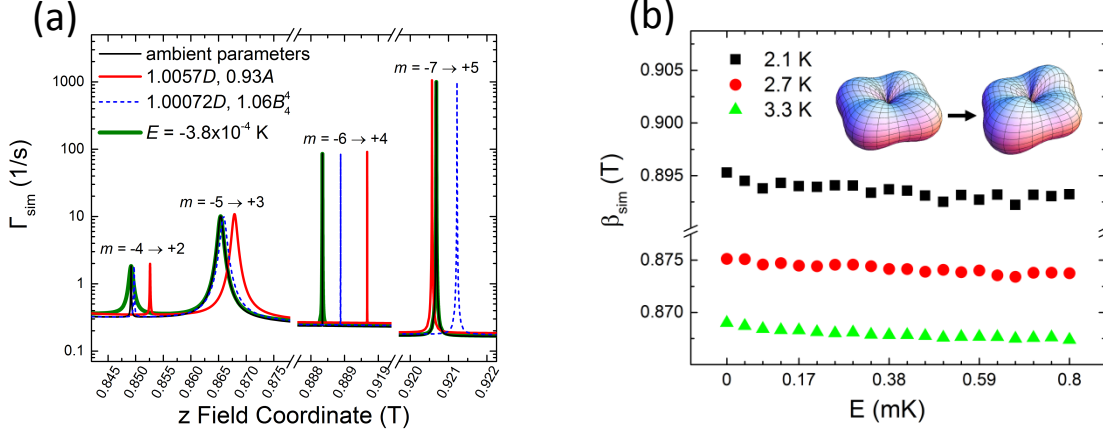 (a)
ambient parameters
1.0057D, 0.93A
1.00072D, 1.06B₄⁴
E = -3.8x10⁻⁴ K
m = -7 → +5
m = -6 → +4
m = -5 → +3
m = -4 → +2
1000
100
10
1
0.1
Γsim (1/s)
0.845 0.850 0.855 0.860 0.865 0.870 0.875 0.888 0.889 0.919 0.920 0.921 0.922
z Field Coordinate (T)
(b)
2.1 K
2.7 K
3.3 K
0.905
0.900
0.895
0.875
0.870
βsim (T)
0 0.17 0.38 0.59 0.8
E (mK)